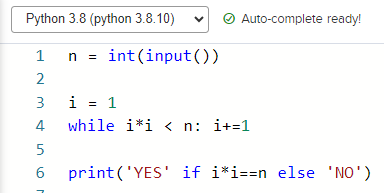 Python 3.8 (python 3.8.10)
Auto-complete ready!
1 n = int(input())
2
3 i = 1
4 while i*i < n: i+=1
5
6 print('YES' if i*i==n else 'NO')